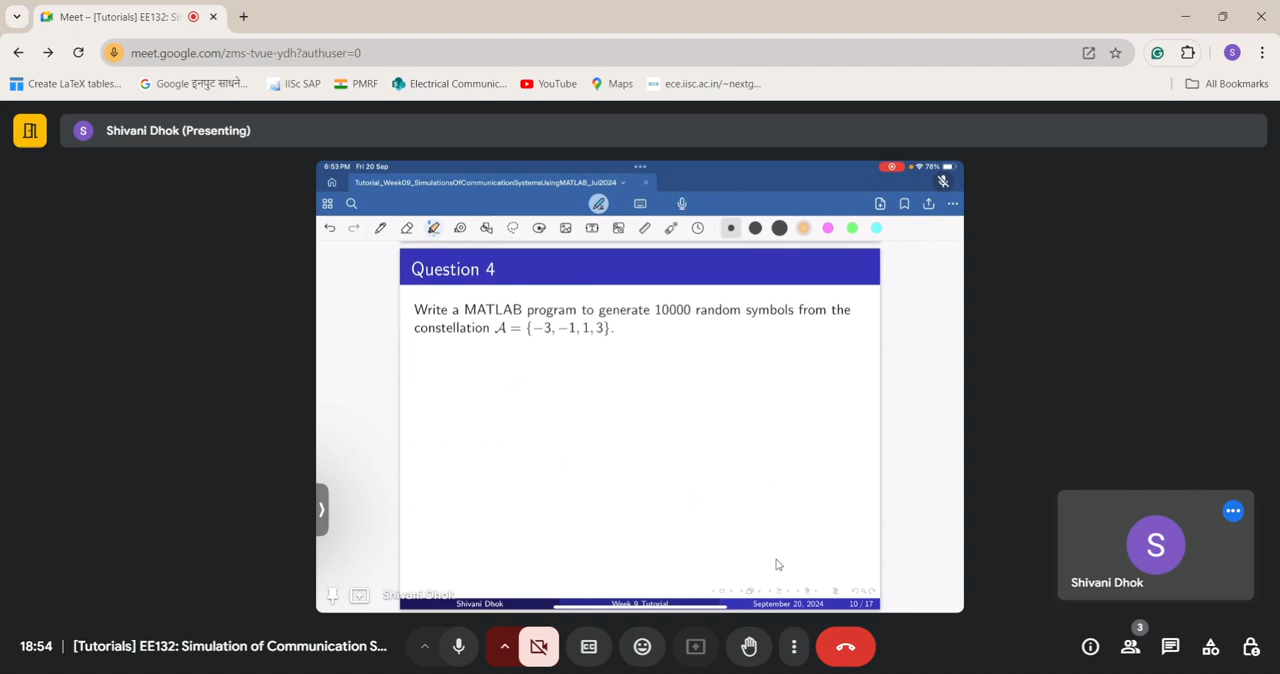 Meet – [Tutorials] EE132: Si
meet.google.com/zms-tvue-ydh?authuser=0
S
Create LaTeX tables...
Google इनपुट साधने...
IISc SAP
PMRF
Electrical Communic...
YouTube
Maps
ece.iisc.ac.in/~nextg...
All Bookmarks
S
Shivani Dhok (Presenting)
6:53 PM Fri 20 Sep
78%
Tutorial_Week09_SimulationsOfCommunicationSystemsUsingMATLAB_Jul2024
Question 4
Write a MATLAB program to generate 10000 random symbols from the
constellation 𝒜 = {−3, −1, 1, 3}.
Shivani Dhok
Shivani Dhok
Week 9 Tutorial
September 20, 2024
10 / 17
S
Shivani Dhok
18:54
[Tutorials] EE132: Simulation of Communication S...
3